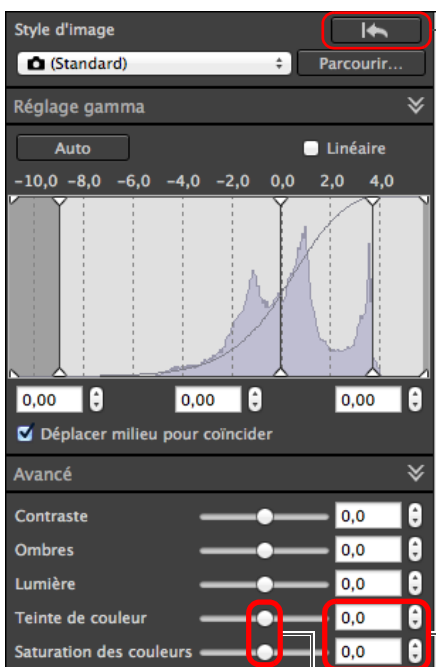 Style d'image
(Standard) Parcourir...
Réglage gamma
Auto Linéaire
-10,0 -8,0 -6,0 -4,0 -2,0 0,0 2,0 4,0
0,00 0,00 0,00
Déplacer milieu pour coïncider
Avancé
Contraste 0,0
Ombres 0,0
Lumière 0,0
Teinte de couleur 0,0
Saturation des couleurs 0,0